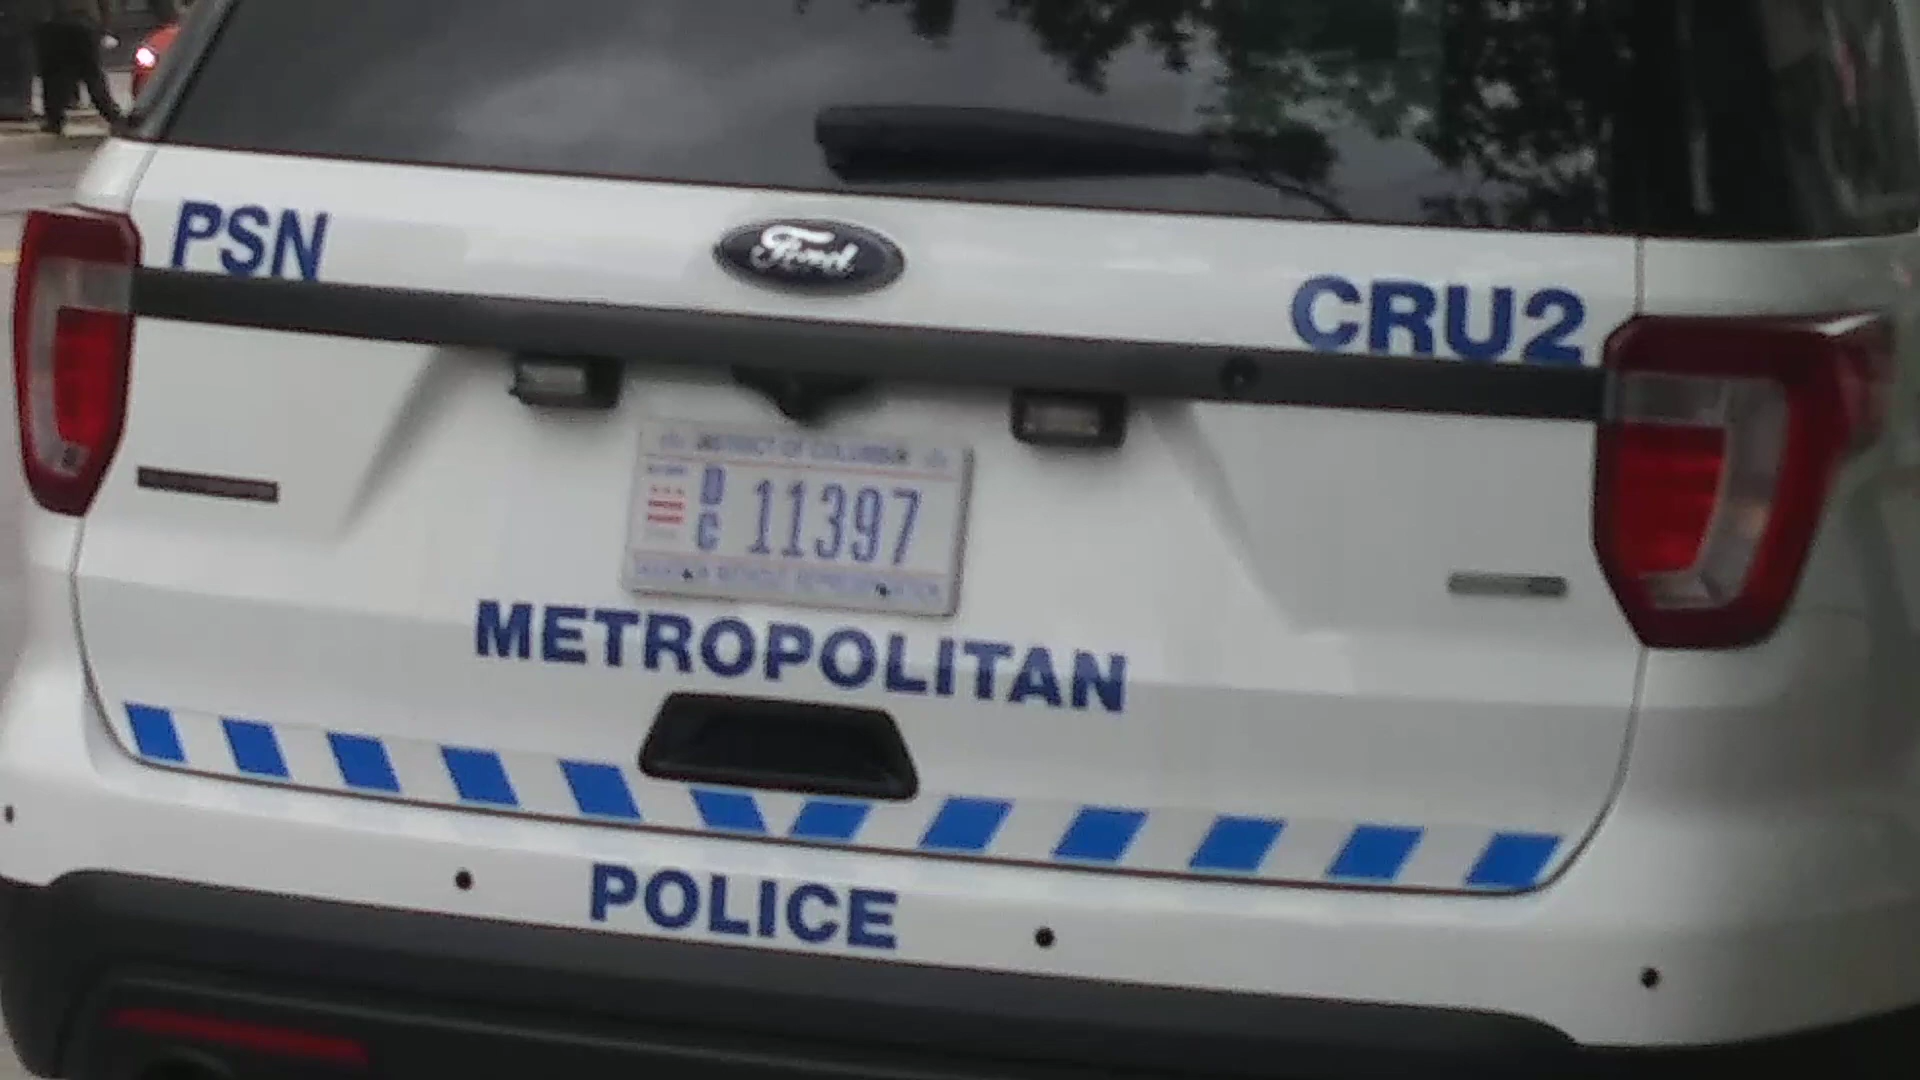 PSN
Ford
CRU2
DISTRICT OF COLUMBIA
DC 11397
METROPOLITAN
POLICE